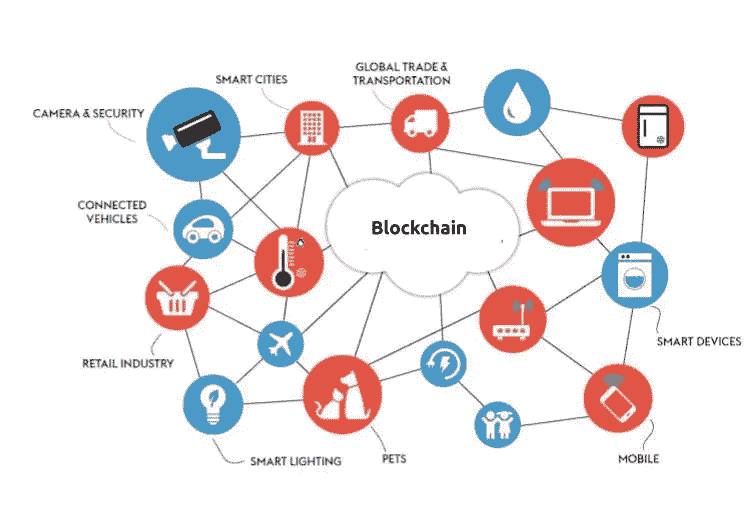 GLOBAL TRADE &
TRANSPORTATION
SMART CITIES
CAMERA & SECURITY
CONNECTED
VEHICLES
Blockchain
SMART DEVICES
RETAIL INDUSTRY
SMART LIGHTING
PETS
MOBILE